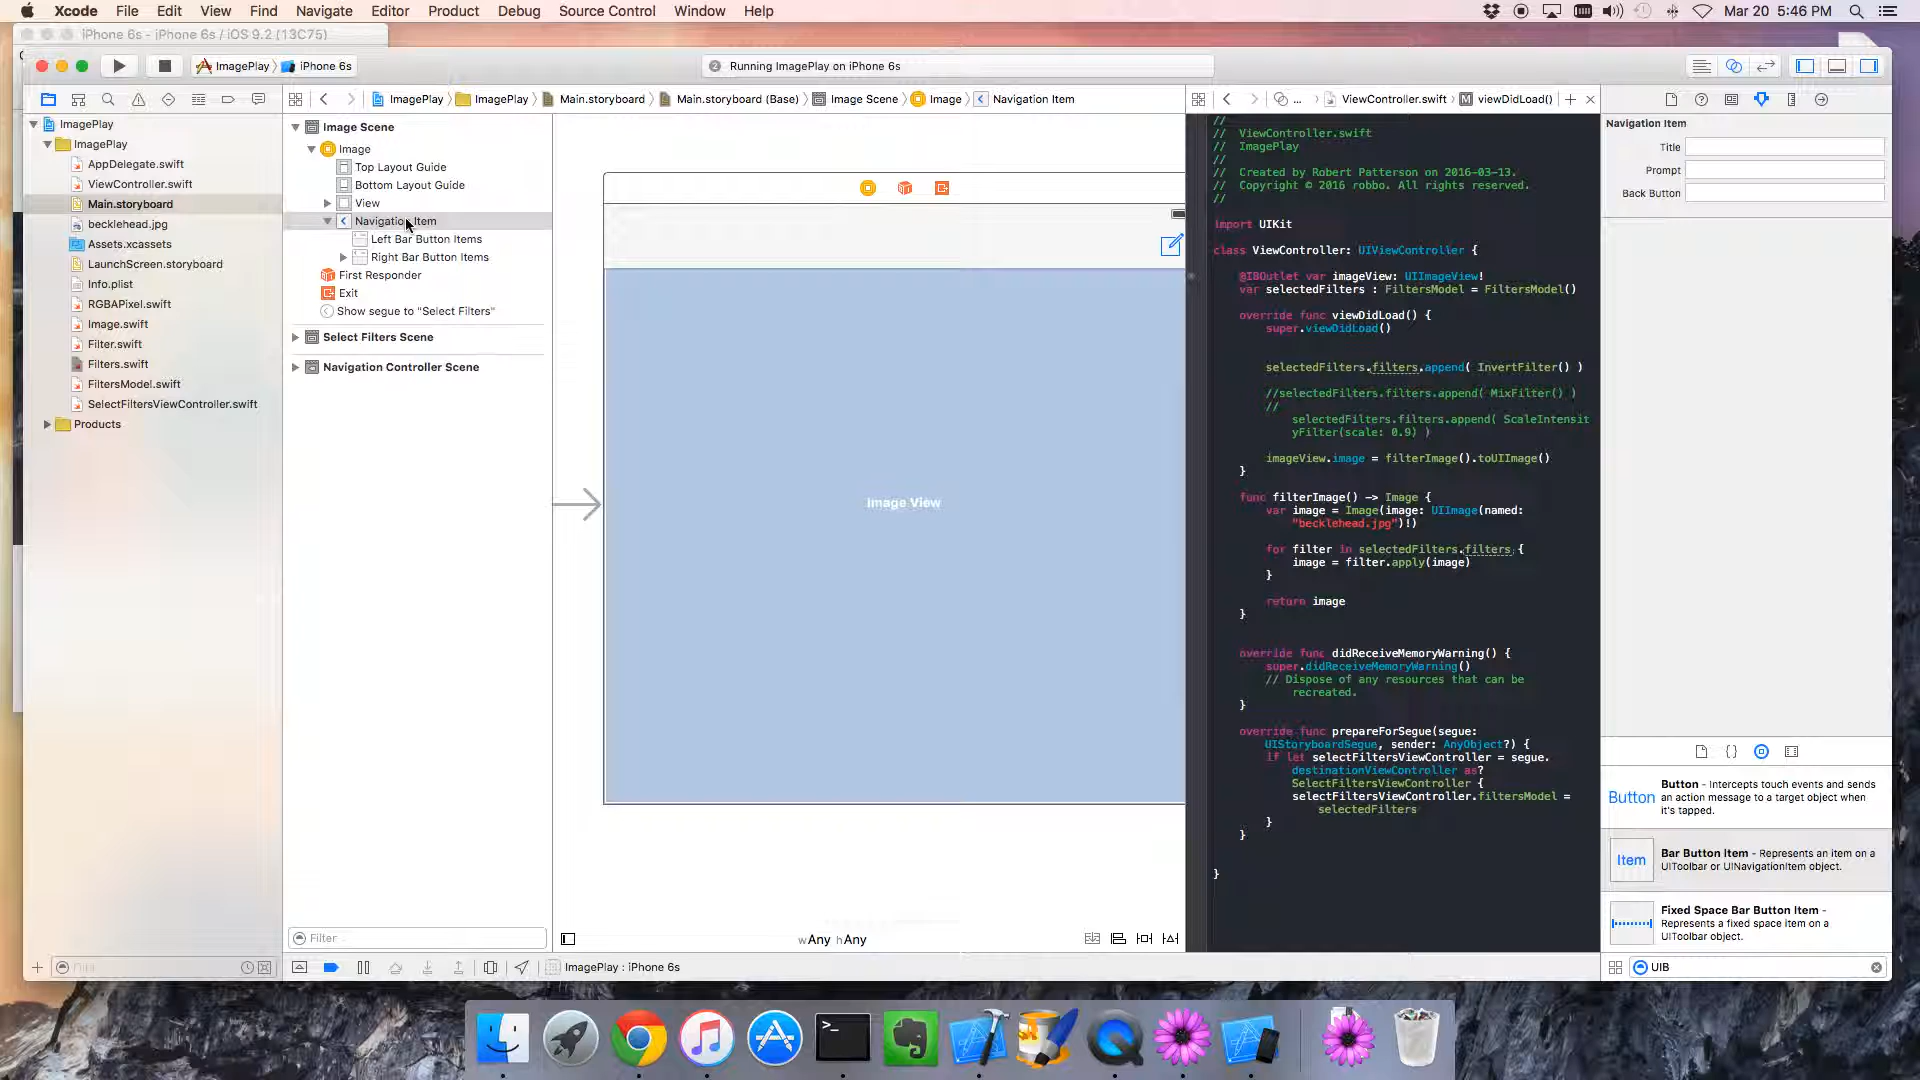 Xcode File Edit View Find Navigate Editor Product Debug Source Control Window Help Mar 20 5:46 PM
iPhone 6s - iPhone 6s / iOS 9.2 (13C75)
ImagePlay iPhone 6s
2 Running ImagePlay on iPhone 6s
ImagePlay ImagePlay Main.storyboard Main.storyboard (Base) Image Scene Image Navigation Item
... ViewController.swift M viewDidLoad()
ImagePlay
ImagePlay
AppDelegate.swift
ViewController.swift
Main.storyboard
becklehead.jpg
Assets.xcassets
LaunchScreen.storyboard
Info.plist
RGBAPixel.swift
Image.swift
Filter.swift
Filters.swift
FiltersModel.swift
SelectFiltersViewController.swift
Products
Image Scene
Image
Top Layout Guide
Bottom Layout Guide
View
Navigation Item
Left Bar Button Items
Right Bar Button Items
First Responder
Exit
Show segue to "Select Filters"
Select Filters Scene
Navigation Controller Scene
Filter
Image View
wAny hAny
ImagePlay : iPhone 6s
//
// ViewController.swift
// ImagePlay
//
// Created by Robert Patterson on 2016-03-13.
// Copyright © 2016 robbo. All rights reserved.
//
import UIKit
class ViewController: UIViewController {
@IBOutlet var imageView: UIImageView!
var selectedFilters : FiltersModel = FiltersModel()
override func viewDidLoad() {
super.viewDidLoad()
selectedFilters.filters.append( InvertFilter() )
//selectedFilters.filters.append( MixFilter() )
//
selectedFilters.filters.append( ScaleIntensit
yFilter(scale: 0.9) )
imageView.image = filterImage().toUIImage()
}
func filterImage() -> Image {
var image = Image(image: UIImage(named:
"becklehead.jpg")!)
for filter in selectedFilters.filters {
image = filter.apply(image)
}
return image
}
override func didReceiveMemoryWarning() {
super.didReceiveMemoryWarning()
// Dispose of any resources that can be
recreated.
}
override func prepareForSegue(segue:
UIStoryboardSegue, sender: AnyObject?) {
if let selectFiltersViewController = segue.
destinationViewController as?
SelectFiltersViewController {
selectFiltersViewController.filtersModel =
selectedFilters
}
}
}
Navigation Item
Title
Prompt
Back Button
Button
Button - Intercepts touch events and sends
an action message to a target object when
it's tapped.
Item
Bar Button Item - Represents an item on a
UIToolbar or UINavigationItem object.
Fixed Space Bar Button Item -
Represents a fixed space item on a
UIToolbar object.
UIB